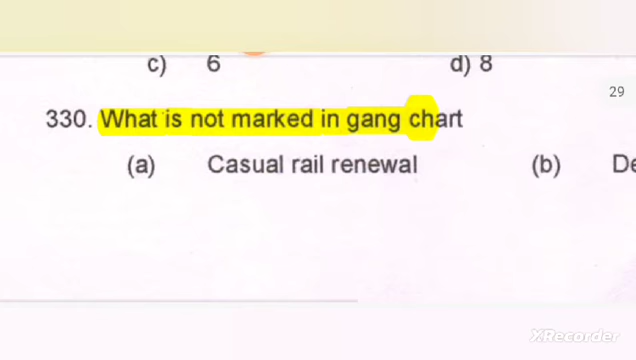 c) 6 d) 8
29
330. What is not marked in gang chart
(a) Casual rail renewal (b) De
XRecorder